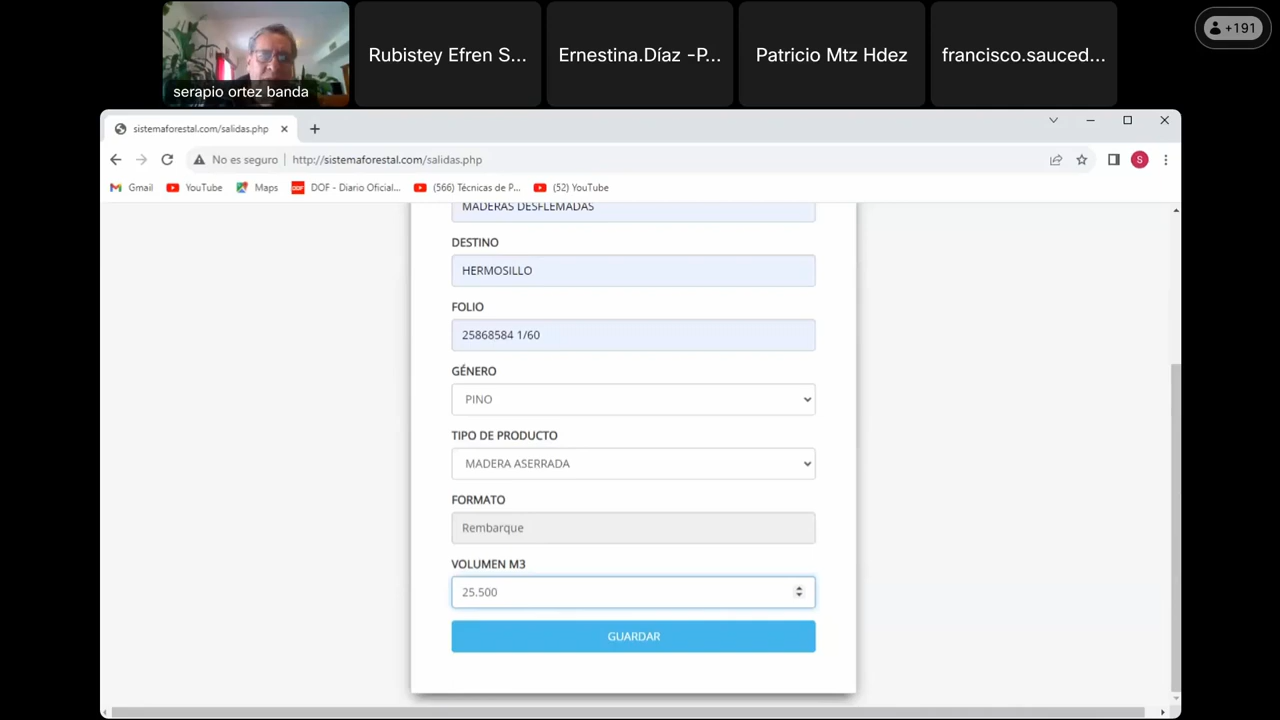 serapio ortez banda
Rubistey Efren S...
Ernestina.Díaz -P...
Patricio Mtz Hdez
francisco.sauced...
+191
sistemaforestal.com/salidas.php
No es seguro
http://sistemaforestal.com/salidas.php
S
Gmail
YouTube
Maps
DOF
DOF - Diario Oficial...
(566) Técnicas de P...
(52) YouTube
MADERAS DESFLEMADAS
DESTINO
HERMOSILLO
FOLIO
25868584 1/60
GÉNERO
PINO
TIPO DE PRODUCTO
MADERA ASERRADA
FORMATO
Rembarque
VOLUMEN M3
25.500
GUARDAR